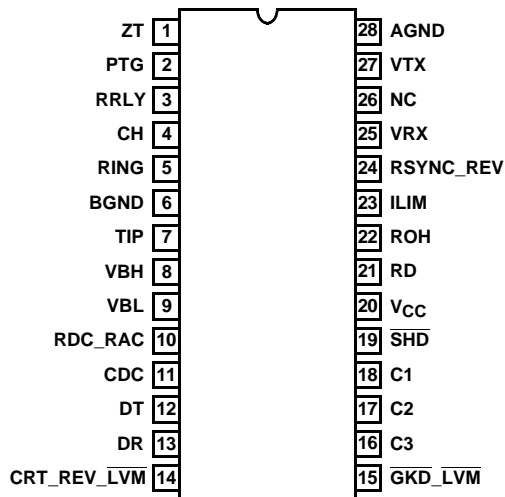 ZT 1 28 AGND
PTG 2 27 VTX
RRLY 3 26 NC
CH 4 25 VRX
RING 5 24 RSYNC_REV
BGND 6 23 ILIM
TIP 7 22 ROH
VBH 8 21 RD
VBL 9 20 VCC
RDC_RAC 10 19 SHD
CDC 11 18 C1
DT 12 17 C2
DR 13 16 C3
CRT_REV_LVM 14 15 GKD_LVM